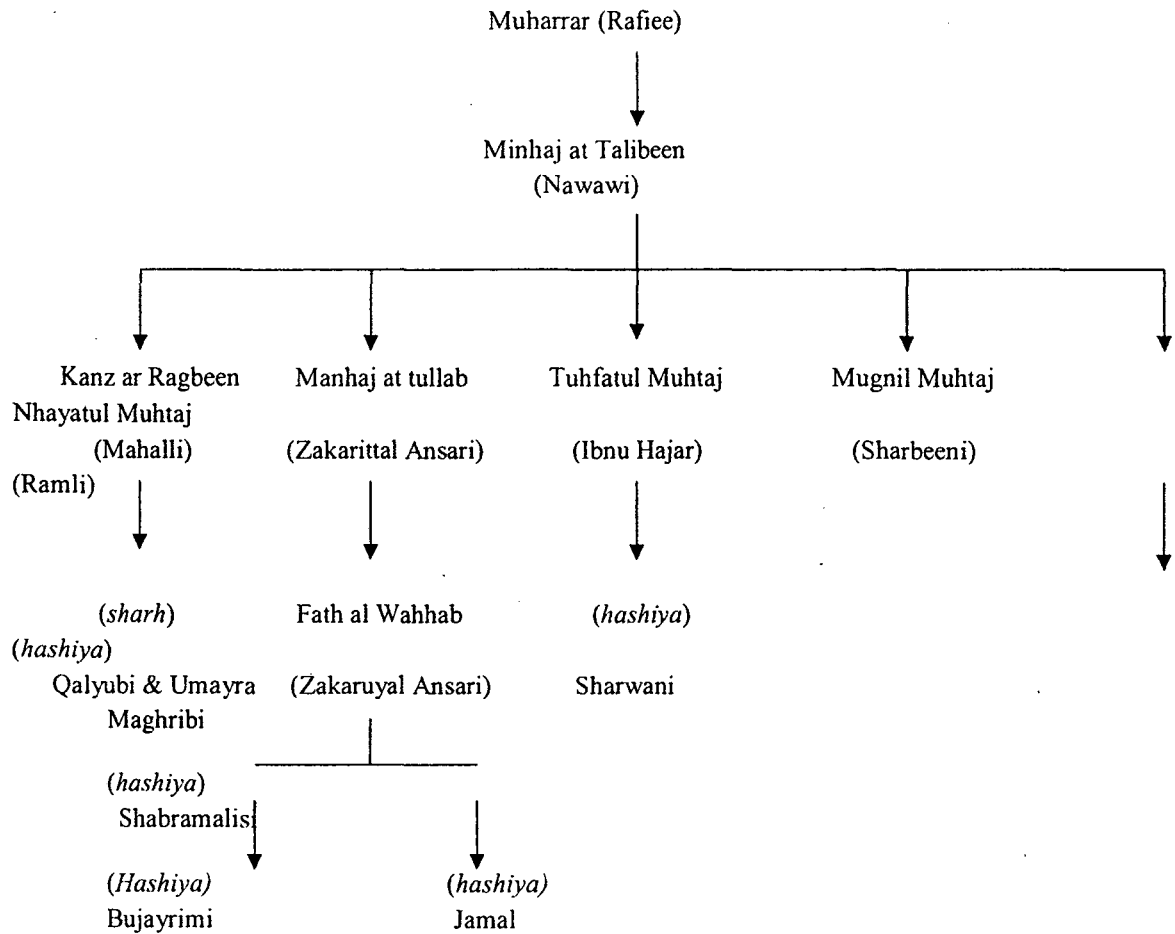 Muharrar (Rafiee)
Minhaj at Talibeen
(Nawawi)
Kanz ar Ragbeen Manhaj at tullab Tuhfatul Muhtaj Mugnil Muhtaj
Nhayatul Muhtaj
(Mahalli) (Zakarittal Ansari) (Ibnu Hajar) (Sharbeeni)
(Ramli)
(sharh) Fath al Wahhab (hashiya)
(hashiya)
Qalyubi & Umayra (Zakaruyal Ansari) Sharwani
Maghribi
(hashiya)
Shabramalisi
(Hashiya) (hashiya)
Bujayrimi Jamal